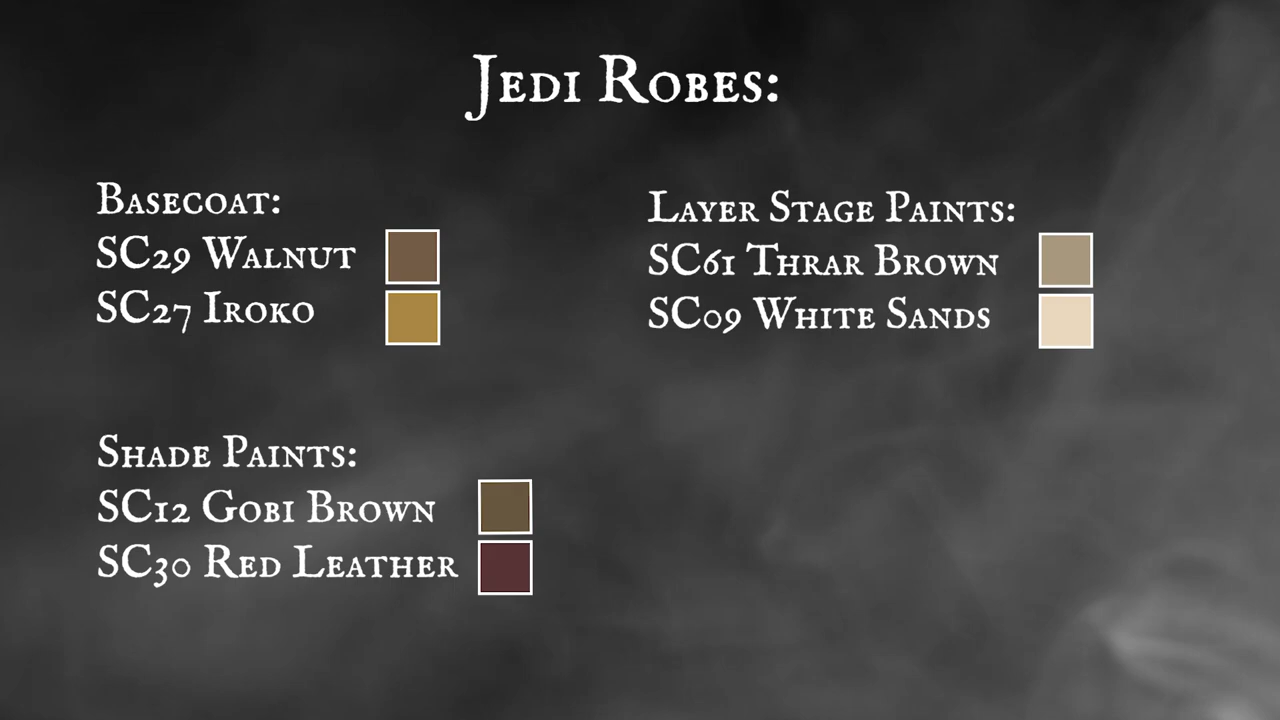 Jedi Robes:
Basecoat:
SC29 Walnut
SC27 Iroko
Layer Stage Paints:
SC61 Thrar Brown
SC09 White Sands
Shade Paints:
SC12 Gobi Brown
SC30 Red Leather